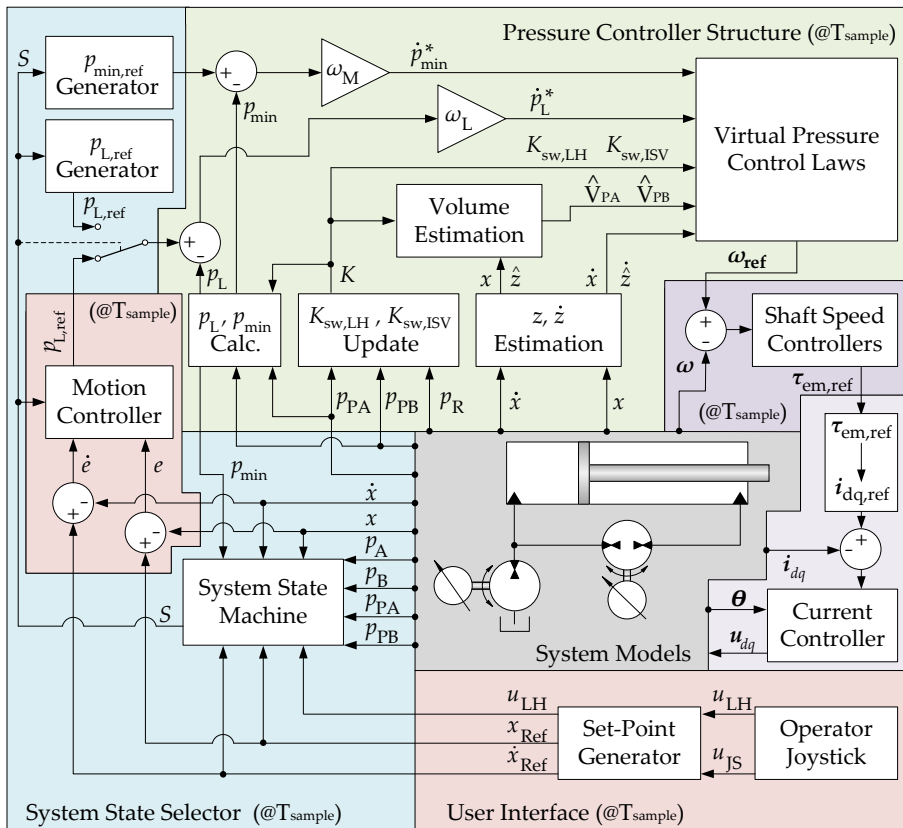 Pressure Controller Structure (@Tsample)
S
pmin,ref
Generator
+
-
pmin
ωM
ṗ*min
ωL
ṗ*L
pL,ref
Generator
pL,ref
Ksw,LH Ksw,ISV
Virtual Pressure
Control Laws
Volume
Estimation
V̂PA V̂PB
+
-
pL
K
x ẑ
ẋ ẑ̇
ωref
(@Tsample)
pL,ref
pL, pmin
Calc.
Ksw,LH , Ksw,ISV
Update
z, ż
Estimation
+
-
ω
Shaft Speed
Controllers
τem,ref
(@Tsample)
Motion
Controller
pPA
pPB
pR
ẋ
x
τem,ref
idq,ref
ė
e
pmin
+
-
ẋ
+
-
x
+
-
idq
System State
Machine
pA
pB
pPA
pPB
S
θ
udq
Current
Controller
System Models
uLH
xRef
ẋRef
Set-Point
Generator
uLH
uJS
Operator
Joystick
System State Selector (@Tsample)
User Interface (@Tsample)